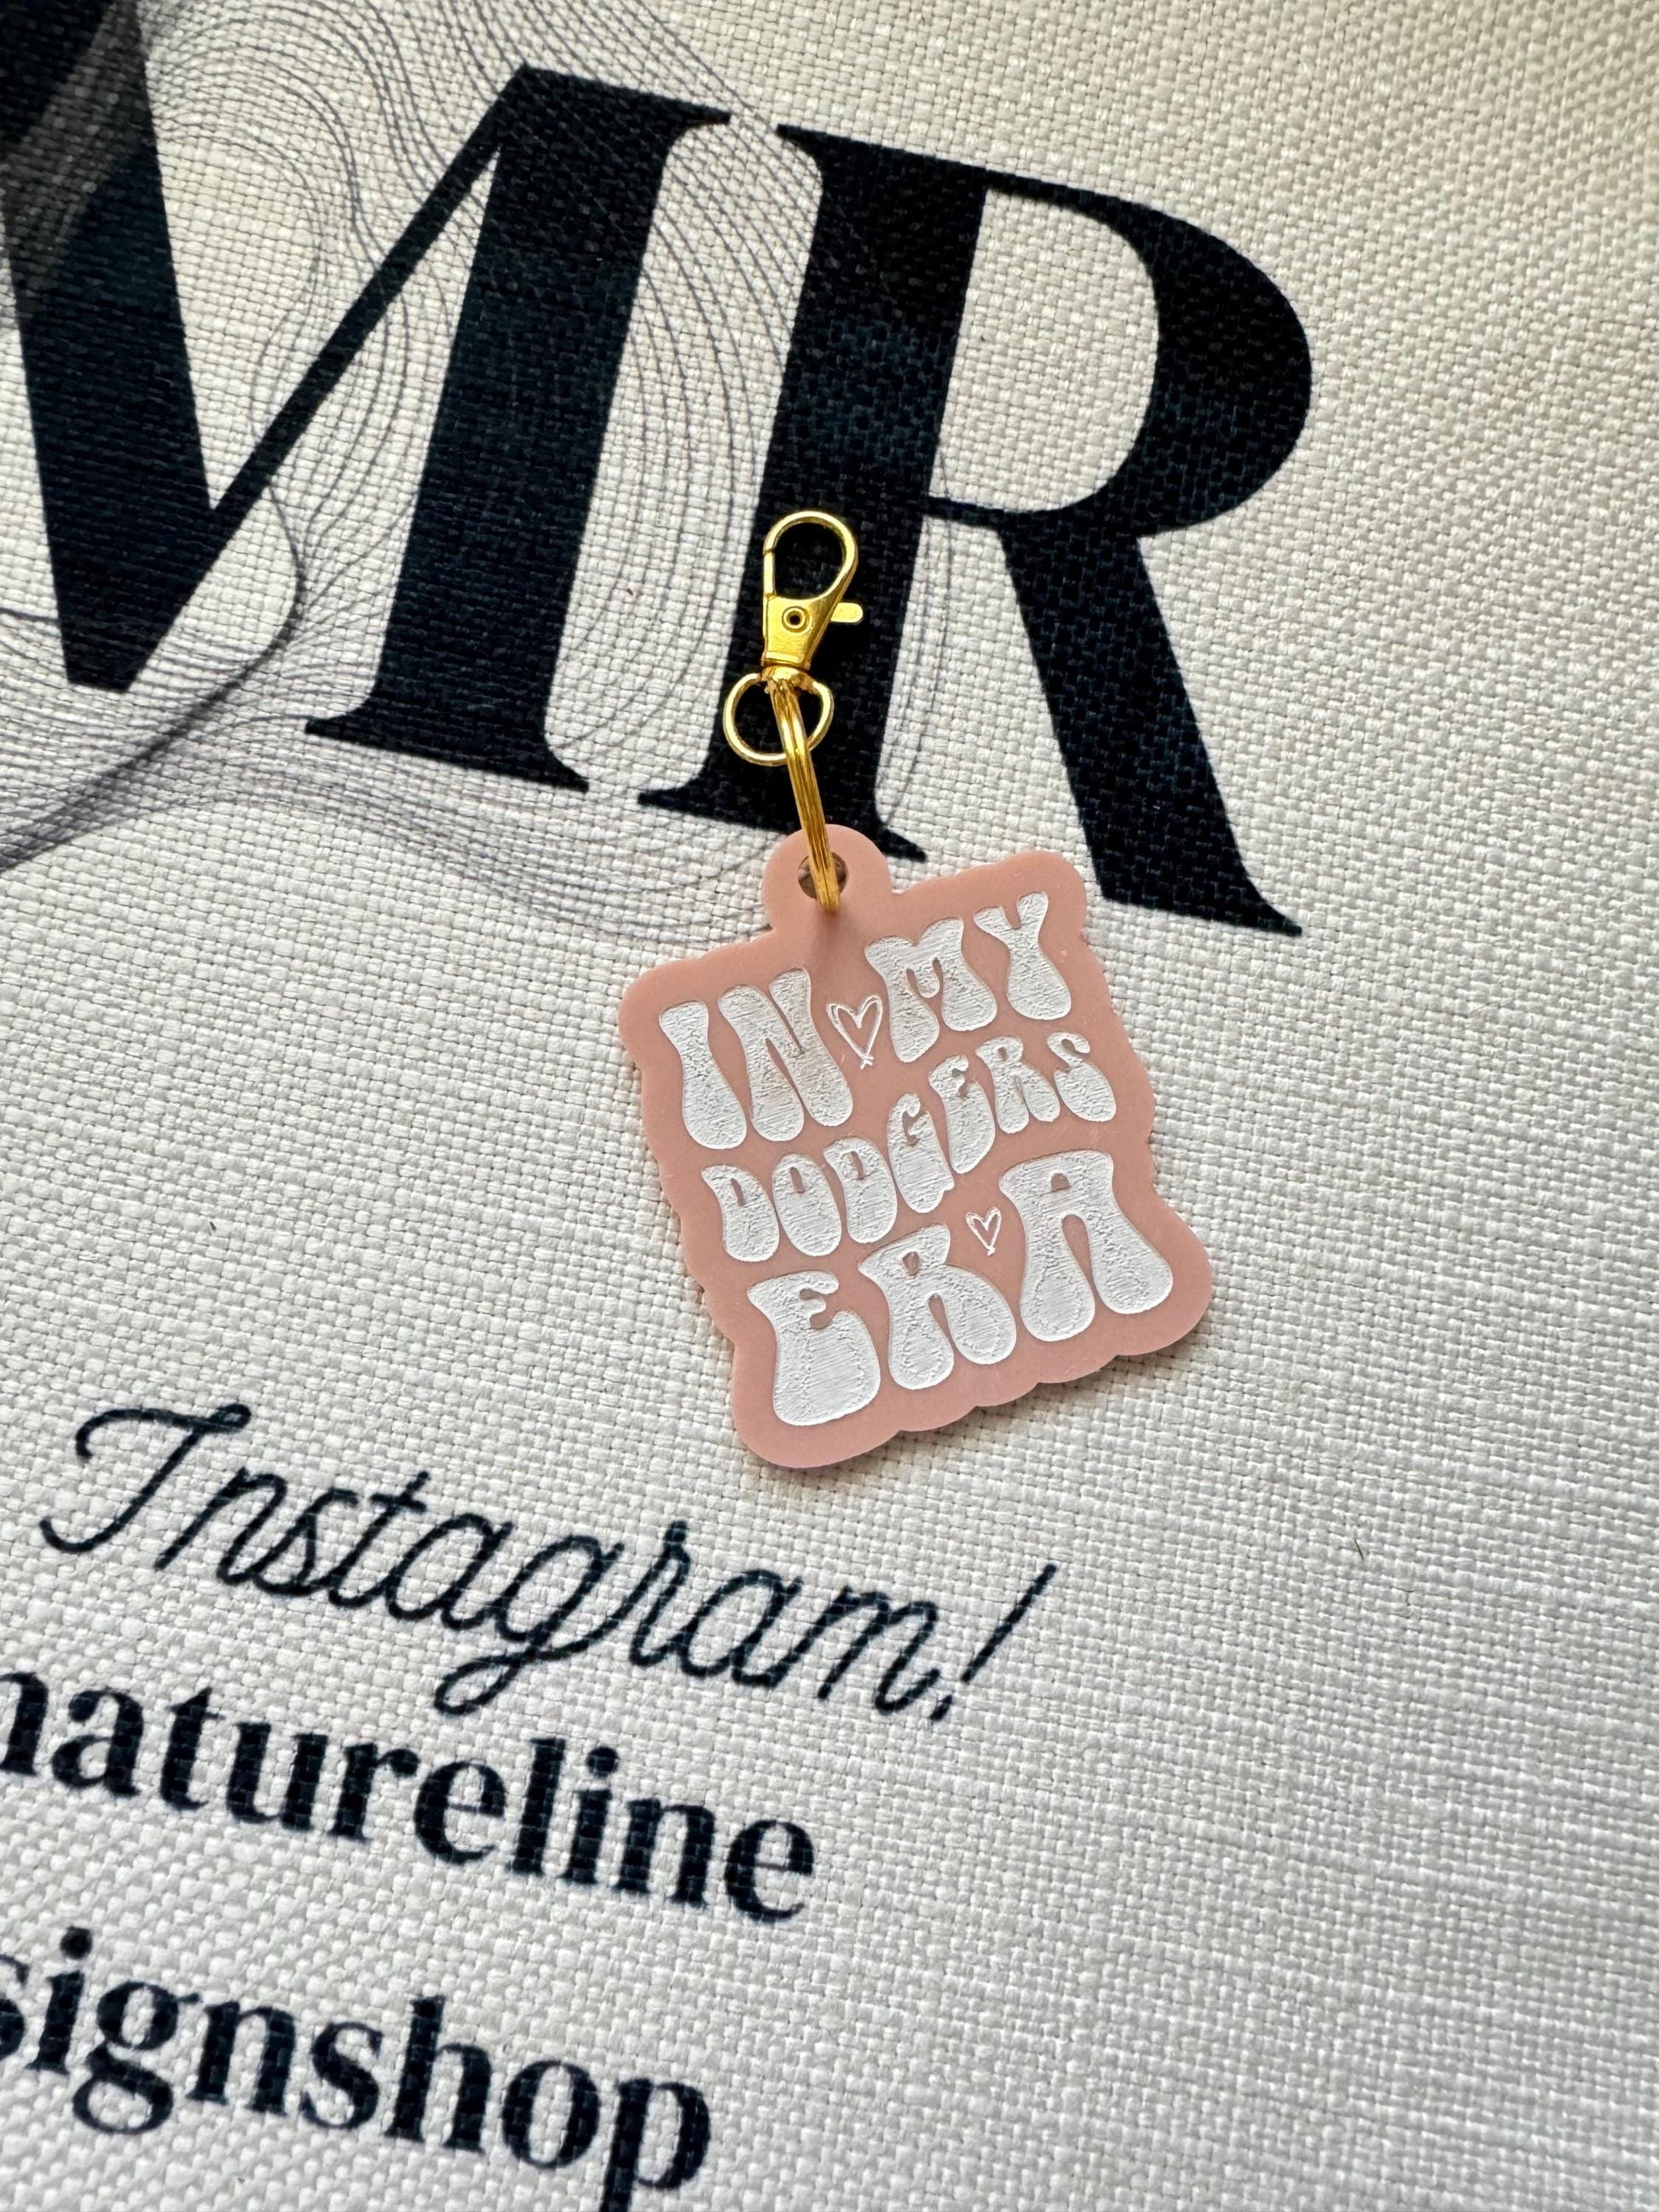 MR
IN MY
DODGERS
ERA
Instagram!
natureline
signshop